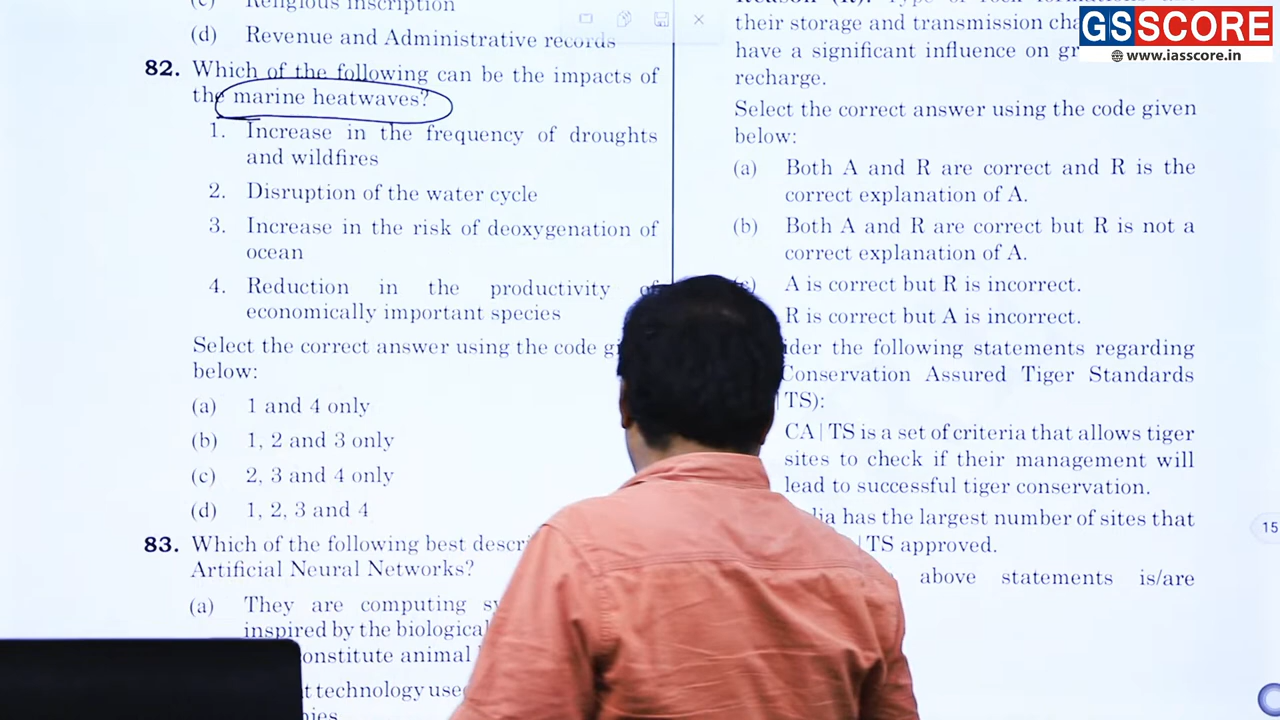 Religious inscription
(d) Revenue and Administrative records
82. Which of the following can be the impacts of
the marine heatwaves?
1. Increase in the frequency of droughts
and wildfires
2. Disruption of the water cycle
3. Increase in the risk of deoxygenation of
ocean
4. Reduction in the productivity of
economically important species
Select the correct answer using the code
below:
(a) 1 and 4 only
(b) 1, 2 and 3 only
(c) 2, 3 and 4 only
(d) 1, 2, 3 and 4
83. Which of the following best
Artificial Neural Networks?
(a) They are computing
inspired by the biological
constitute animal
technology
their storage and transmission
have a significant influence on
recharge.
Select the correct answer using the code given
below:
(a) Both A and R are correct and R is the
correct explanation of A.
(b) Both A and R are correct but R is not a
correct explanation of A.
A is correct but R is incorrect.
R is correct but A is incorrect.
the following statements regarding
Conservation Assured Tiger Standards
TS):
CA|TS is a set of criteria that allows tiger
sites to check if their management will
lead to successful tiger conservation.
has the largest number of sites that
TS approved.
above statements is/are
15
GSSCORE
www.iasscore.in